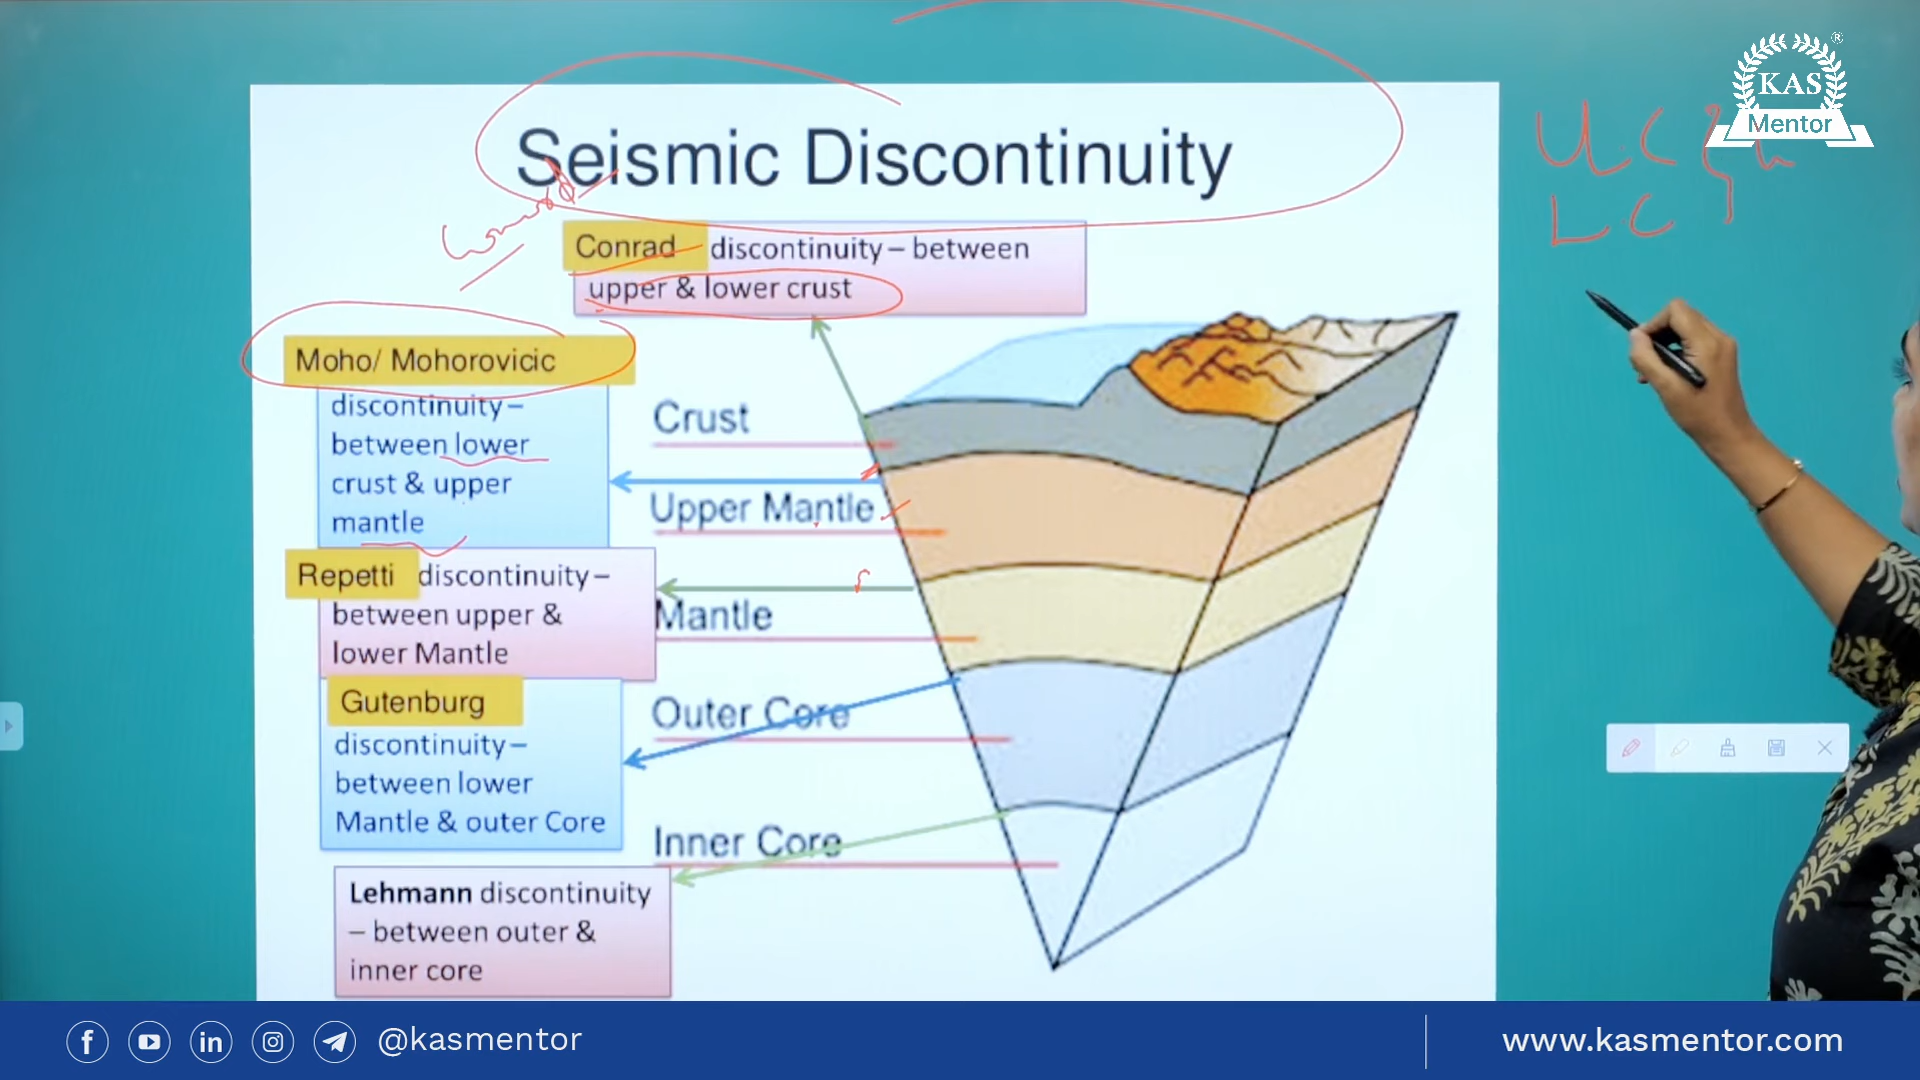 KAS
®
Mentor
Seismic Discontinuity
U.C
L.C
Conrad
Conrad discontinuity – between
upper & lower crust
Moho/ Mohorovicic
discontinuity –
between lower
crust & upper
mantle
Repetti discontinuity –
between upper &
lower Mantle
Gutenburg
discontinuity –
between lower
Mantle & outer Core
Lehmann discontinuity
– between outer &
inner core
Crust
Upper Mantle
Mantle
Outer Core
Inner Core
@kasmentor
www.kasmentor.com